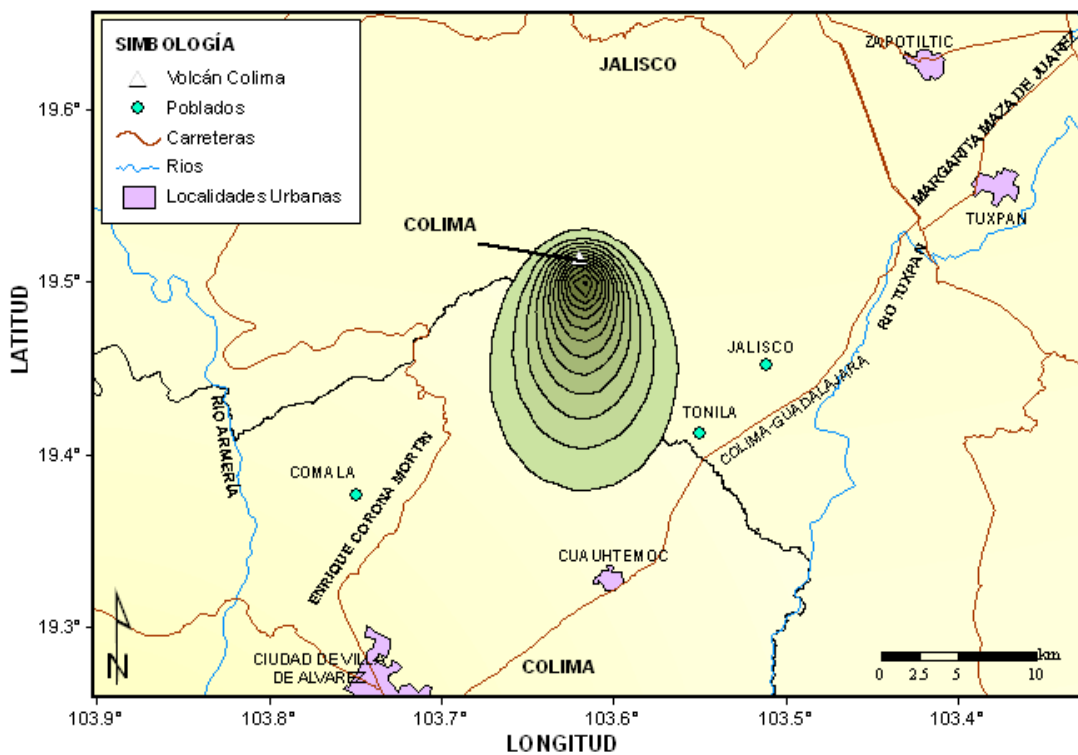 SIMBOLOGÍA
Volcán Colima
Poblados
Carreteras
Rios
Localidades Urbanas
ZAPOTILTIC
JALISCO
MARGARITA MAZA DE JUAREZ
TUXPAN
COLIMA
RIO TUXPAN
JALISCO
TONILA
COLIMA-GUADALAJARA
RIO ARMERÍA
COMALA
ENRIQUE CORONA MORTIN
CUAUHTEMOC
CIUDAD DE VILLA
DE ALVAREZ
COLIMA
N
km
0 2.5 5 10
19.6°
19.5°
19.4°
19.3°
LATITUD
103.9° 103.8° 103.7° 103.6° 103.5° 103.4°
LONGITUD